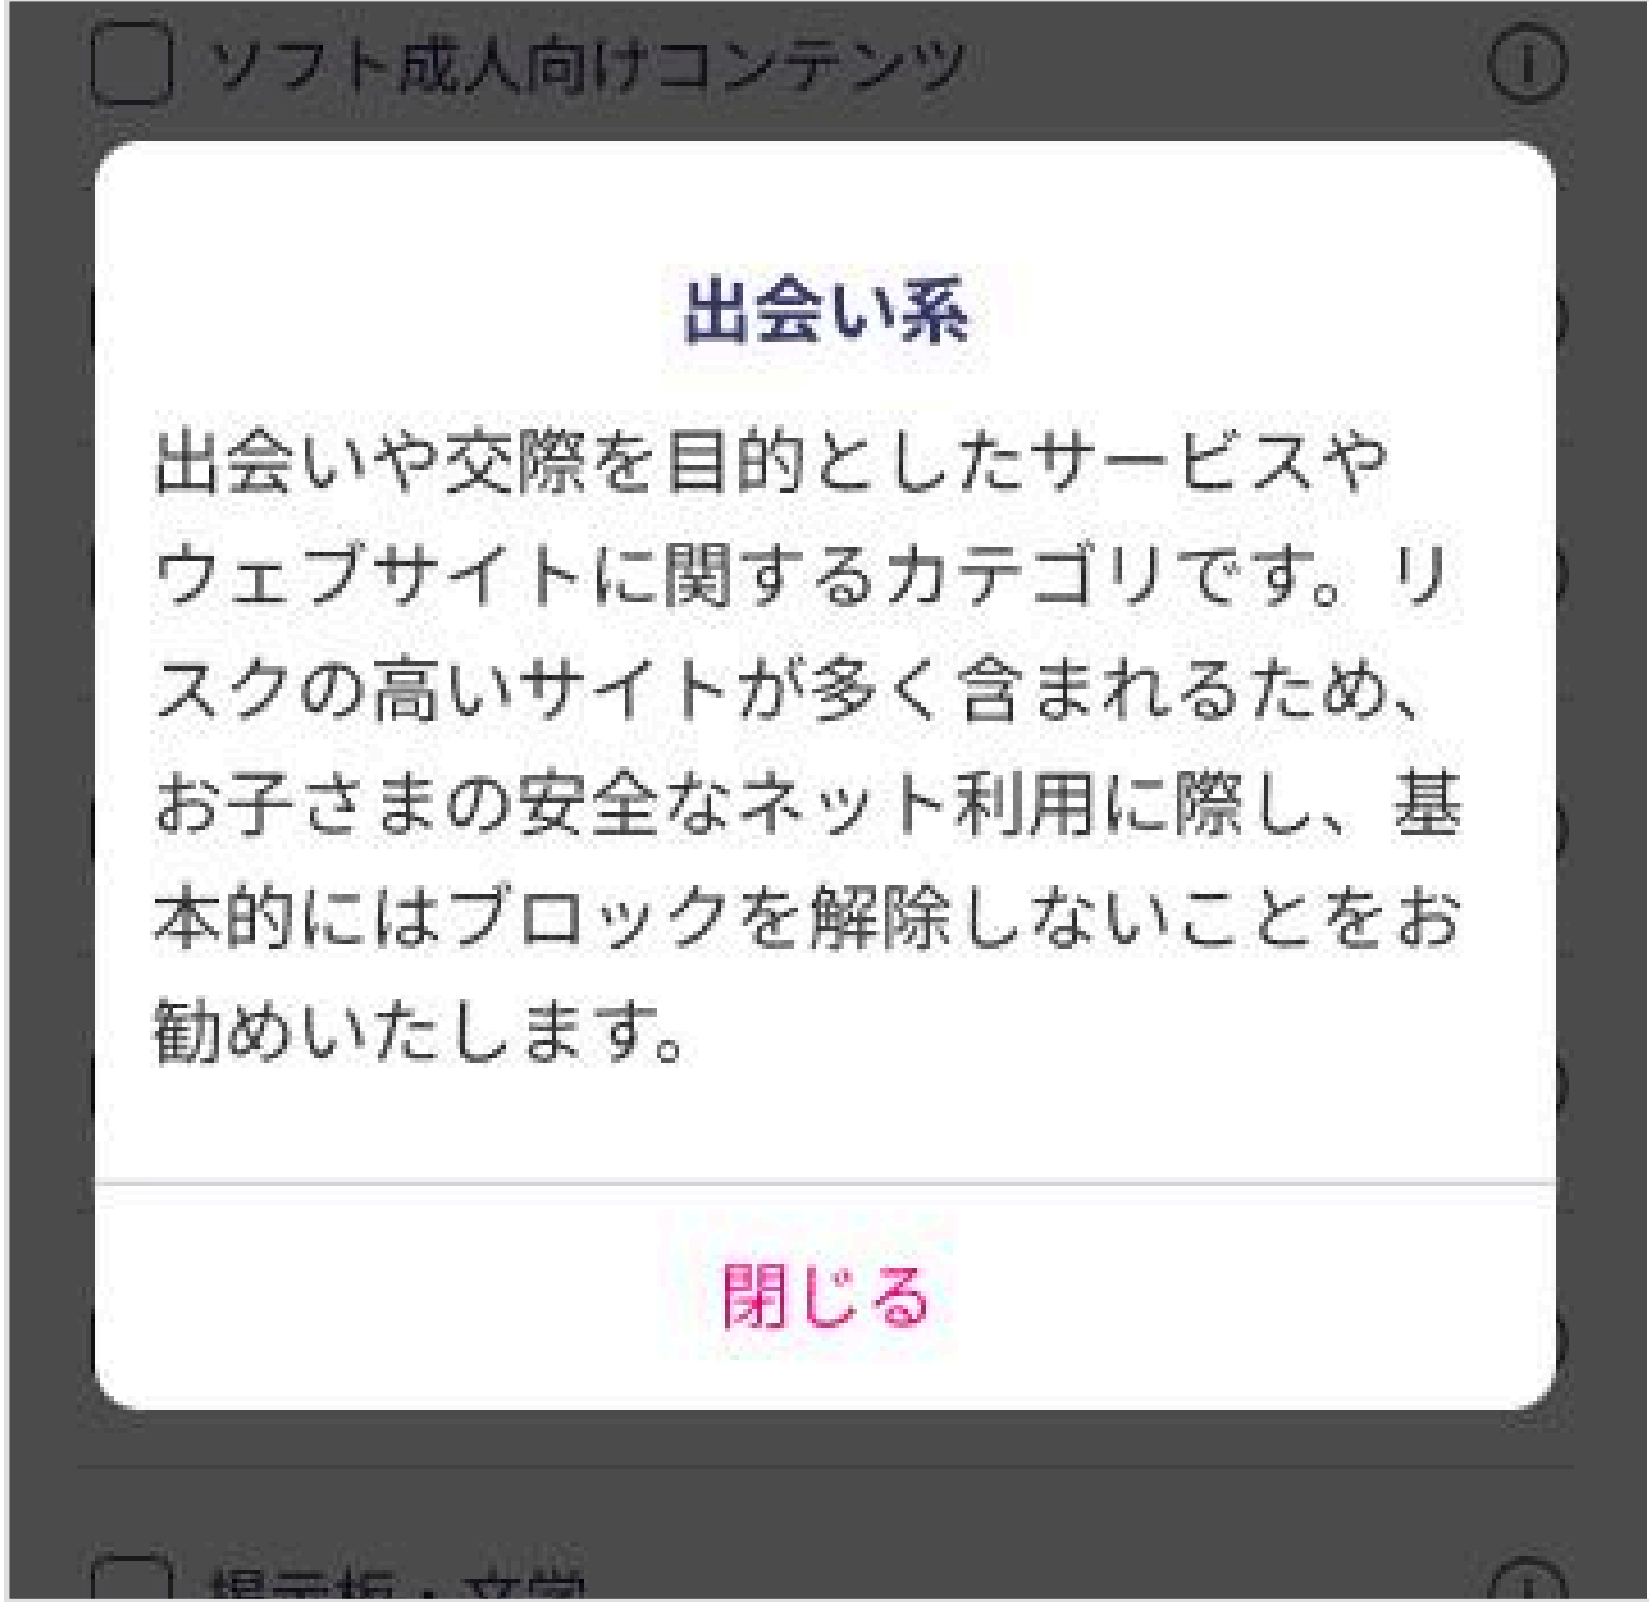 ソフト成人向けコンテンツ
出会い系
出会いや交際を目的としたサービスや
ウェブサイトに関するカテゴリです。リ
スクの高いサイトが多く含まれるため、
お子さまの安全なネット利用に際し、基
本的にはブロックを解除しないことをお
勧めいたします。
閉じる
掲示板・文学